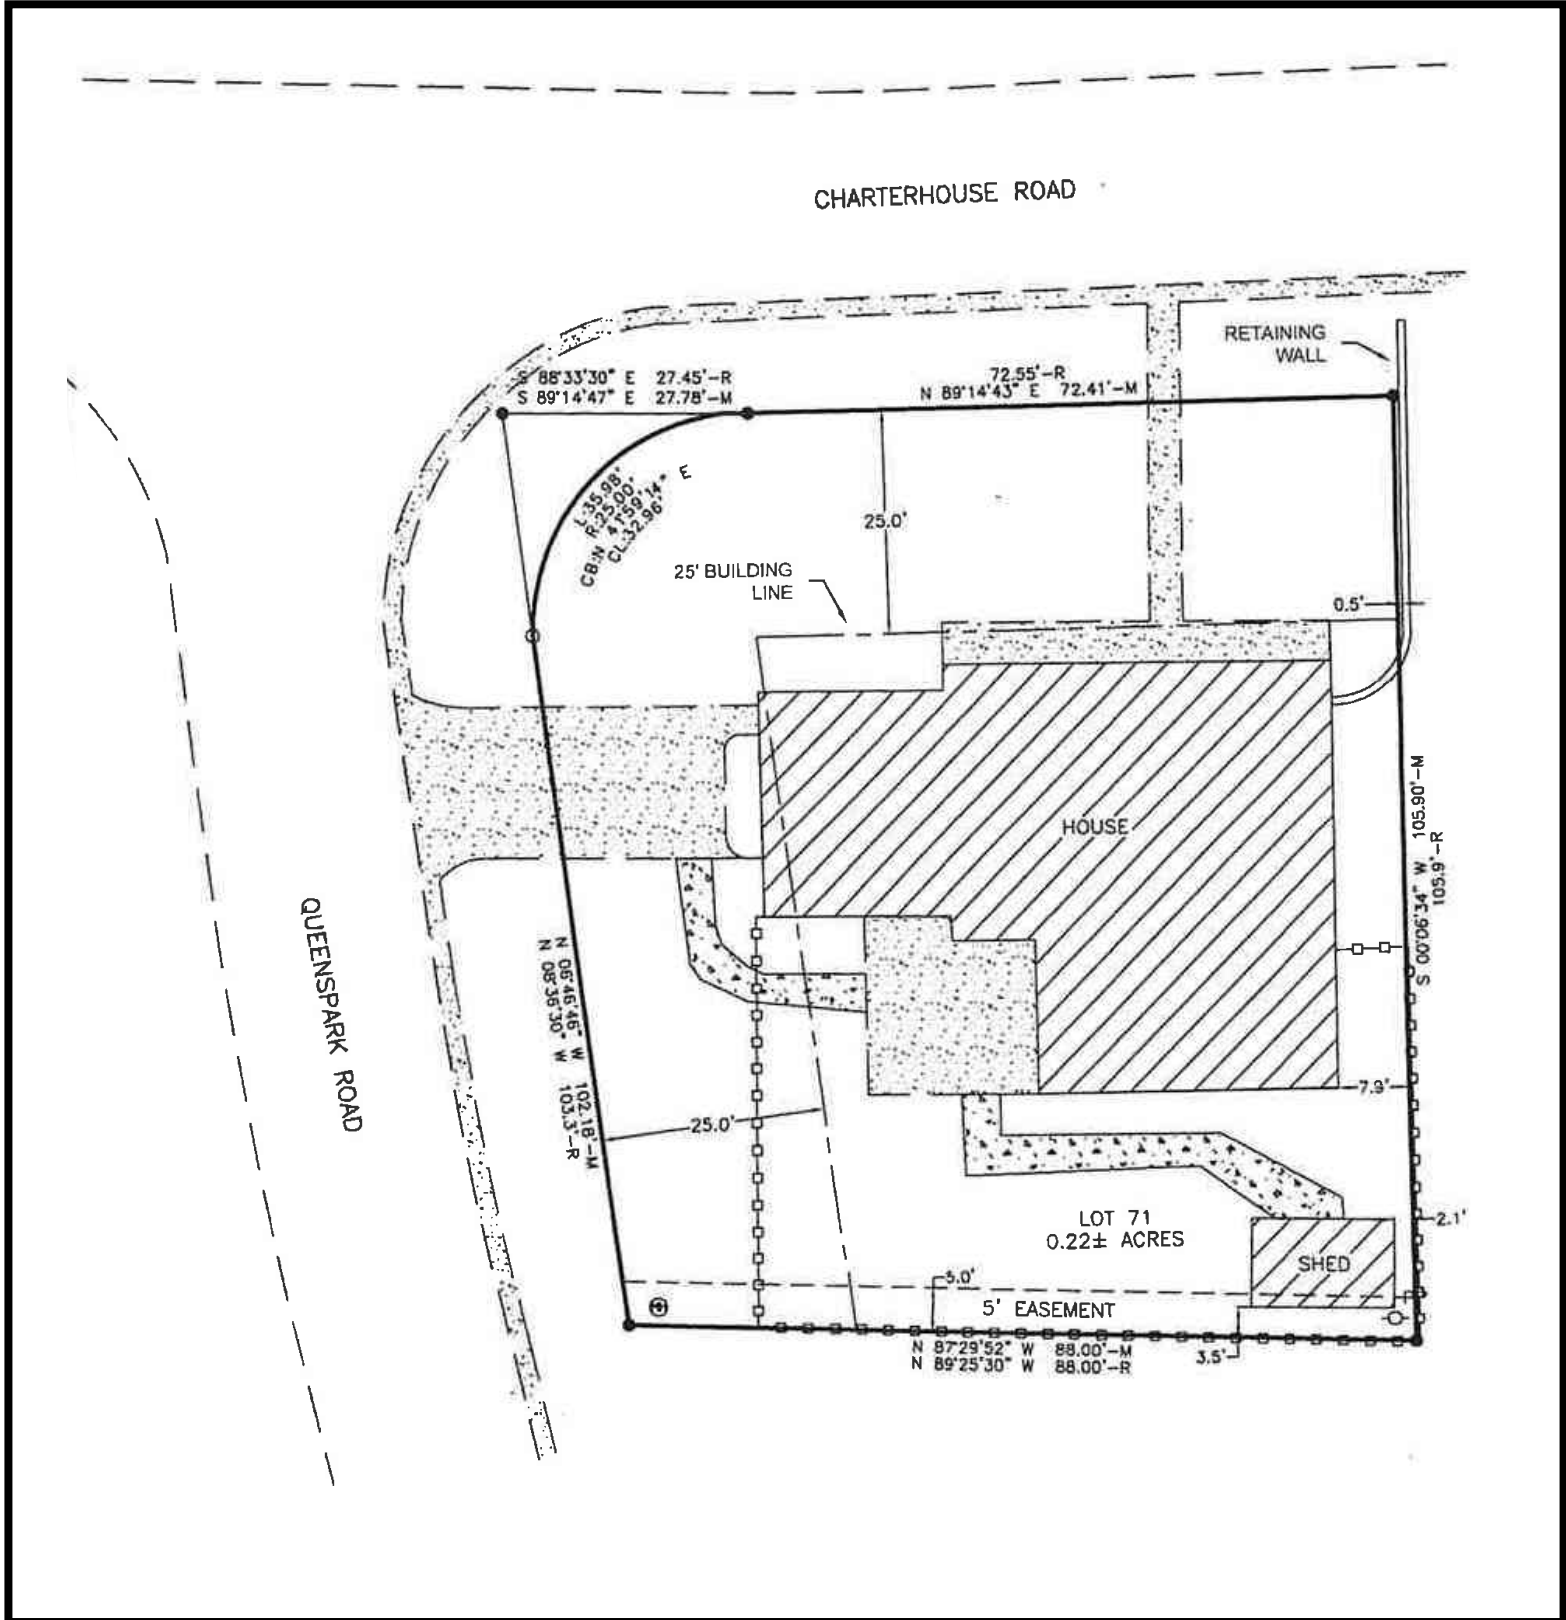 CHARTERHOUSE ROAD
RETAINING
WALL
S 88°33'30" E 27.45'-R
S 89°14'47" E 27.78'-M
72.55'-R
N 89°14'43" E 72.41'-M
L:35.98'
R:25.00'
CB:N 41°59'14" E
CL:32.96'
25.0'
25' BUILDING
LINE
0.5'
HOUSE
S 00°06'34" W 105.90'-M
105.9'-R
QUEENSPARK ROAD
N 06°46'46" W 102.18'-M
N 08°36'30" W 103.3'-R
7.9'
25.0'
LOT 71
0.22± ACRES
2.1'
SHED
5.0'
5' EASEMENT
N 87°29'52" W 88.00'-M
N 89°25'30" W 88.00'-R
3.5'